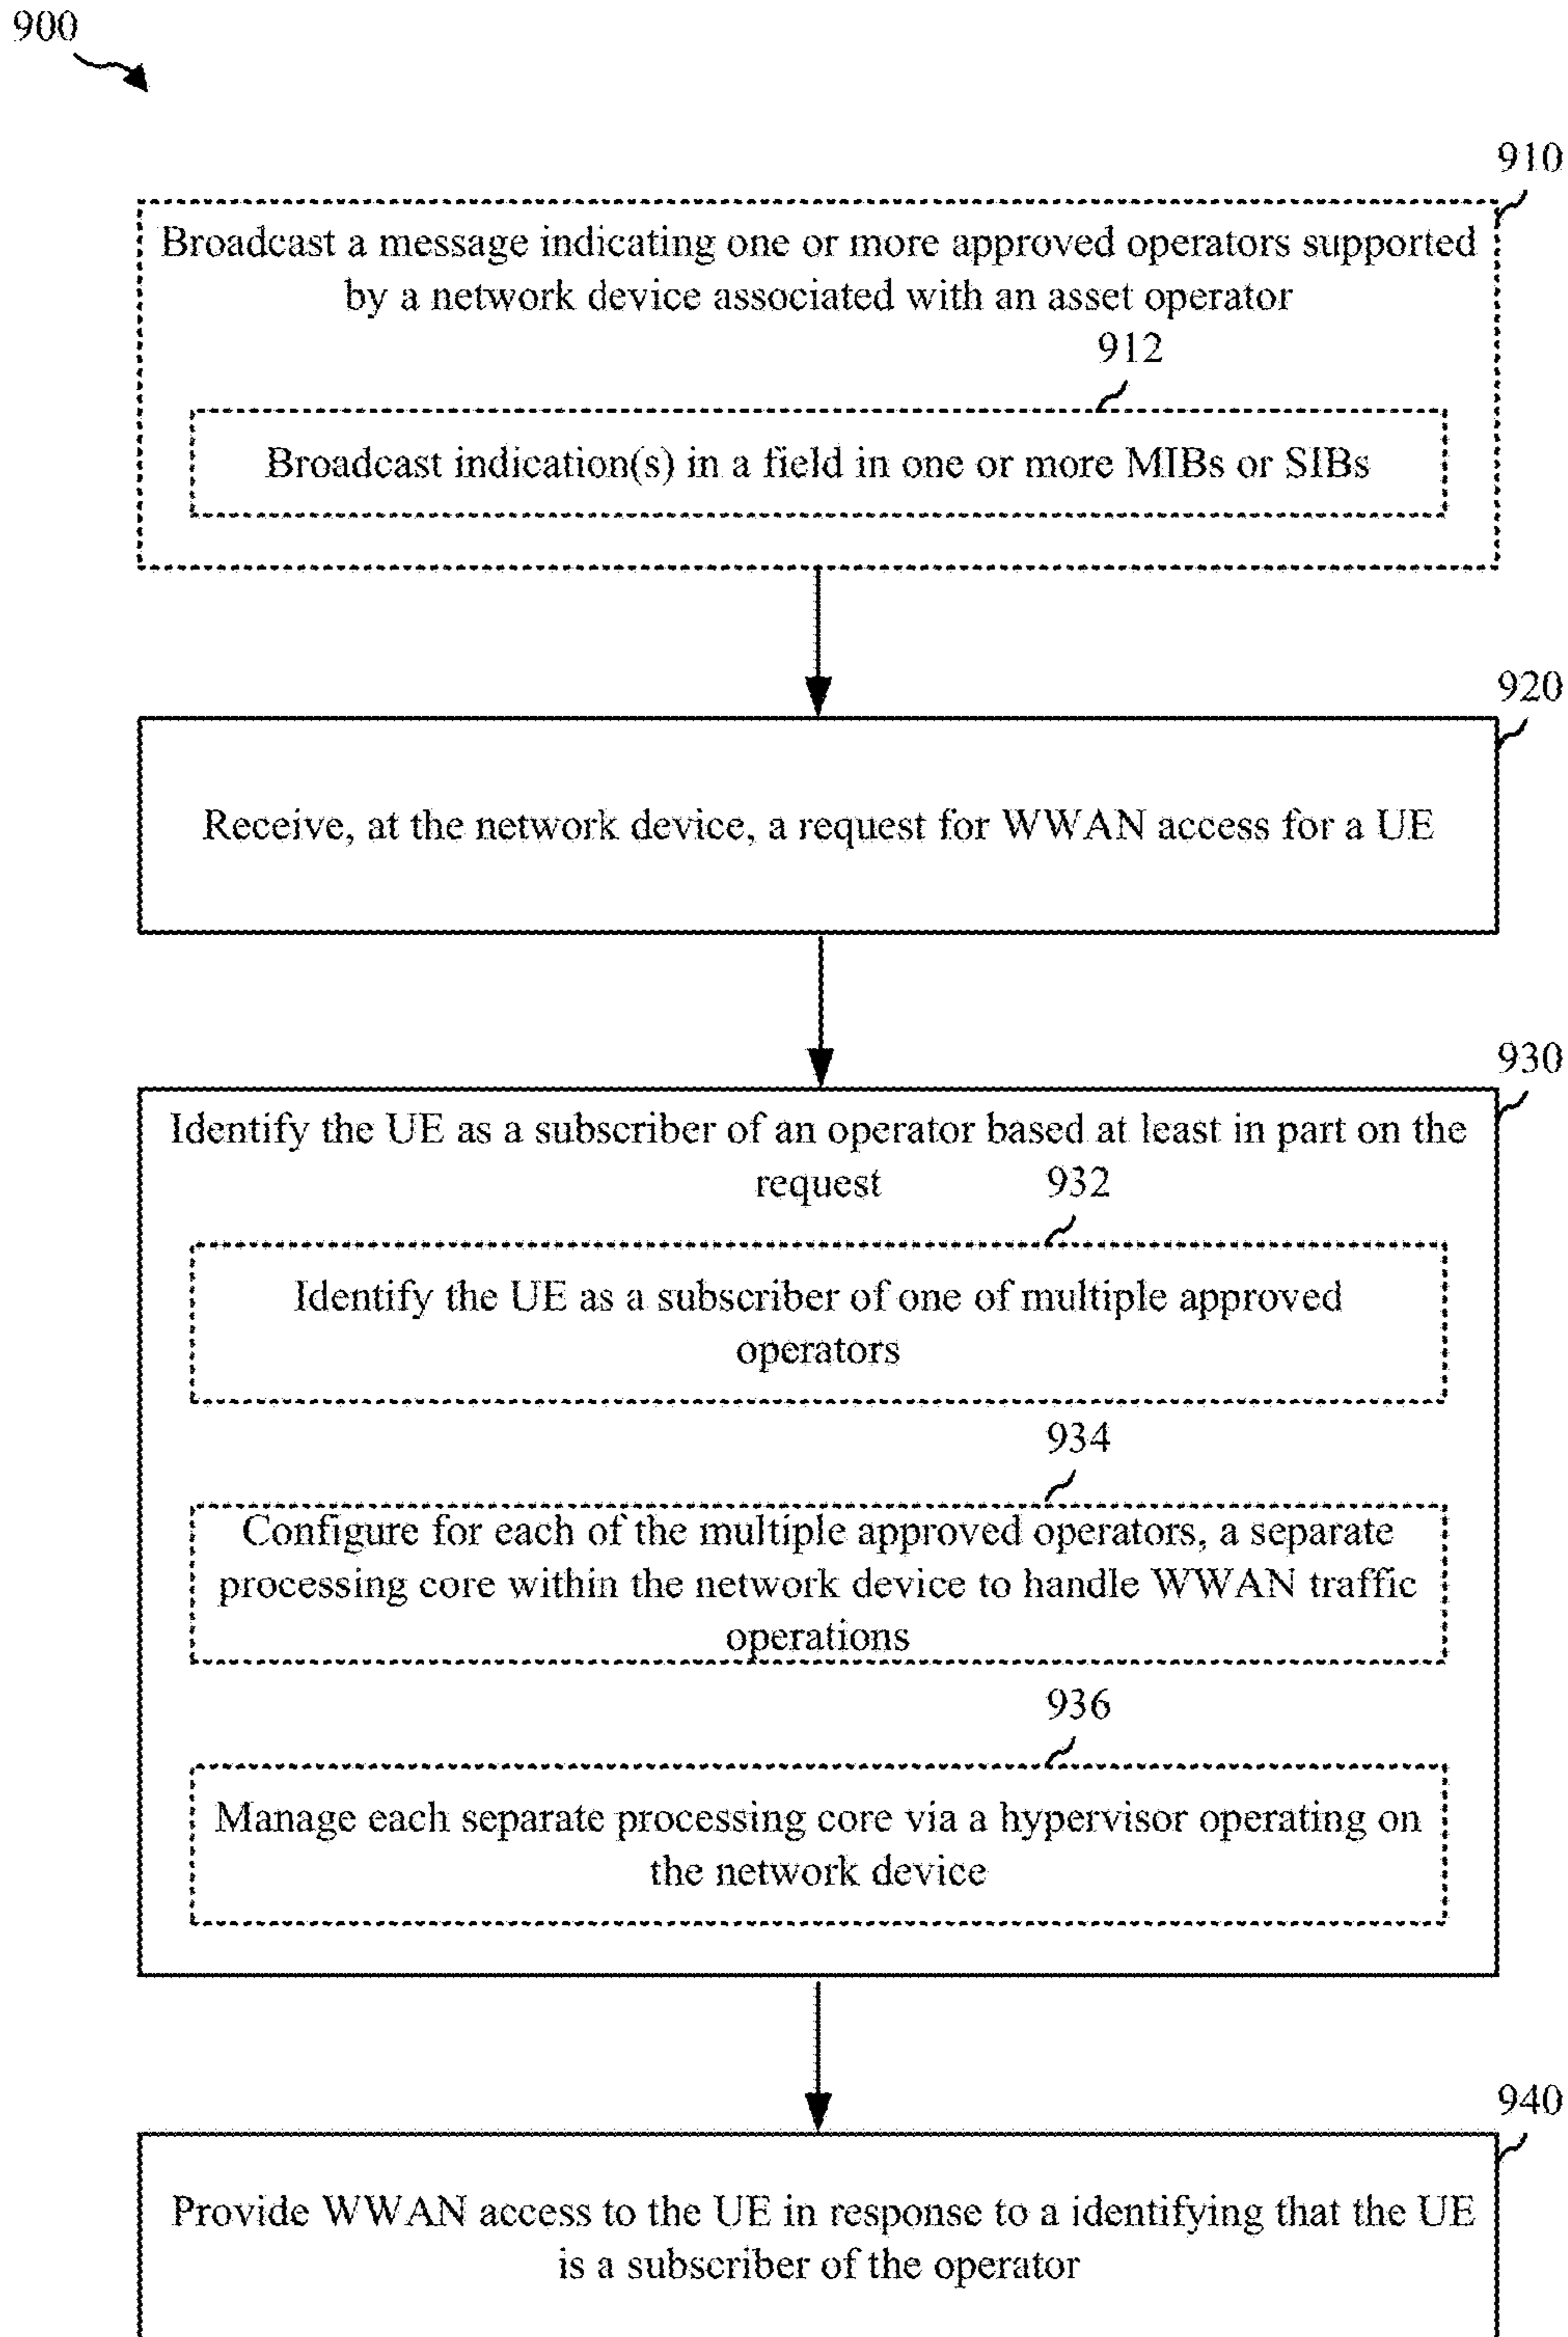 900
910
Broadcast a message indicating one or more approved operators supported
by a network device associated with an asset operator
912
Broadcast indication(s) in a field in one or more MIBs or SIBs
920
Receive, at the network device, a request for WWAN access for a UE
930
Identify the UE as a subscriber of an operator based at least in part on the
request
932
Identify the UE as a subscriber of one of multiple approved
operators
934
Configure for each of the multiple approved operators, a separate
processing core within the network device to handle WWAN traffic
operations
936
Manage each separate processing core via a hypervisor operating on
the network device
940
Provide WWAN access to the UE in response to a identifying that the UE
is a subscriber of the operator